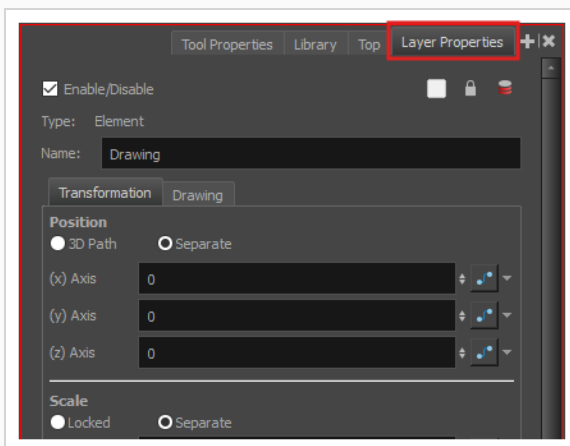 Tool Properties Library Top Layer Properties
Enable/Disable
Type: Element
Name: Drawing
Transformation Drawing
Position
3D Path Separate
(x) Axis 0
(y) Axis 0
(z) Axis 0
Scale
Locked Separate